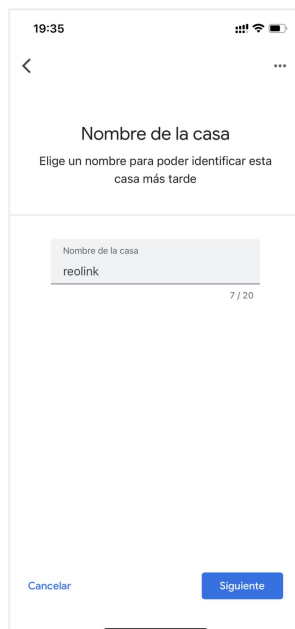 19:35
Nombre de la casa
Elige un nombre para poder identificar esta
casa más tarde
Nombre de la casa
reolink
7 / 20
Cancelar
Siguiente